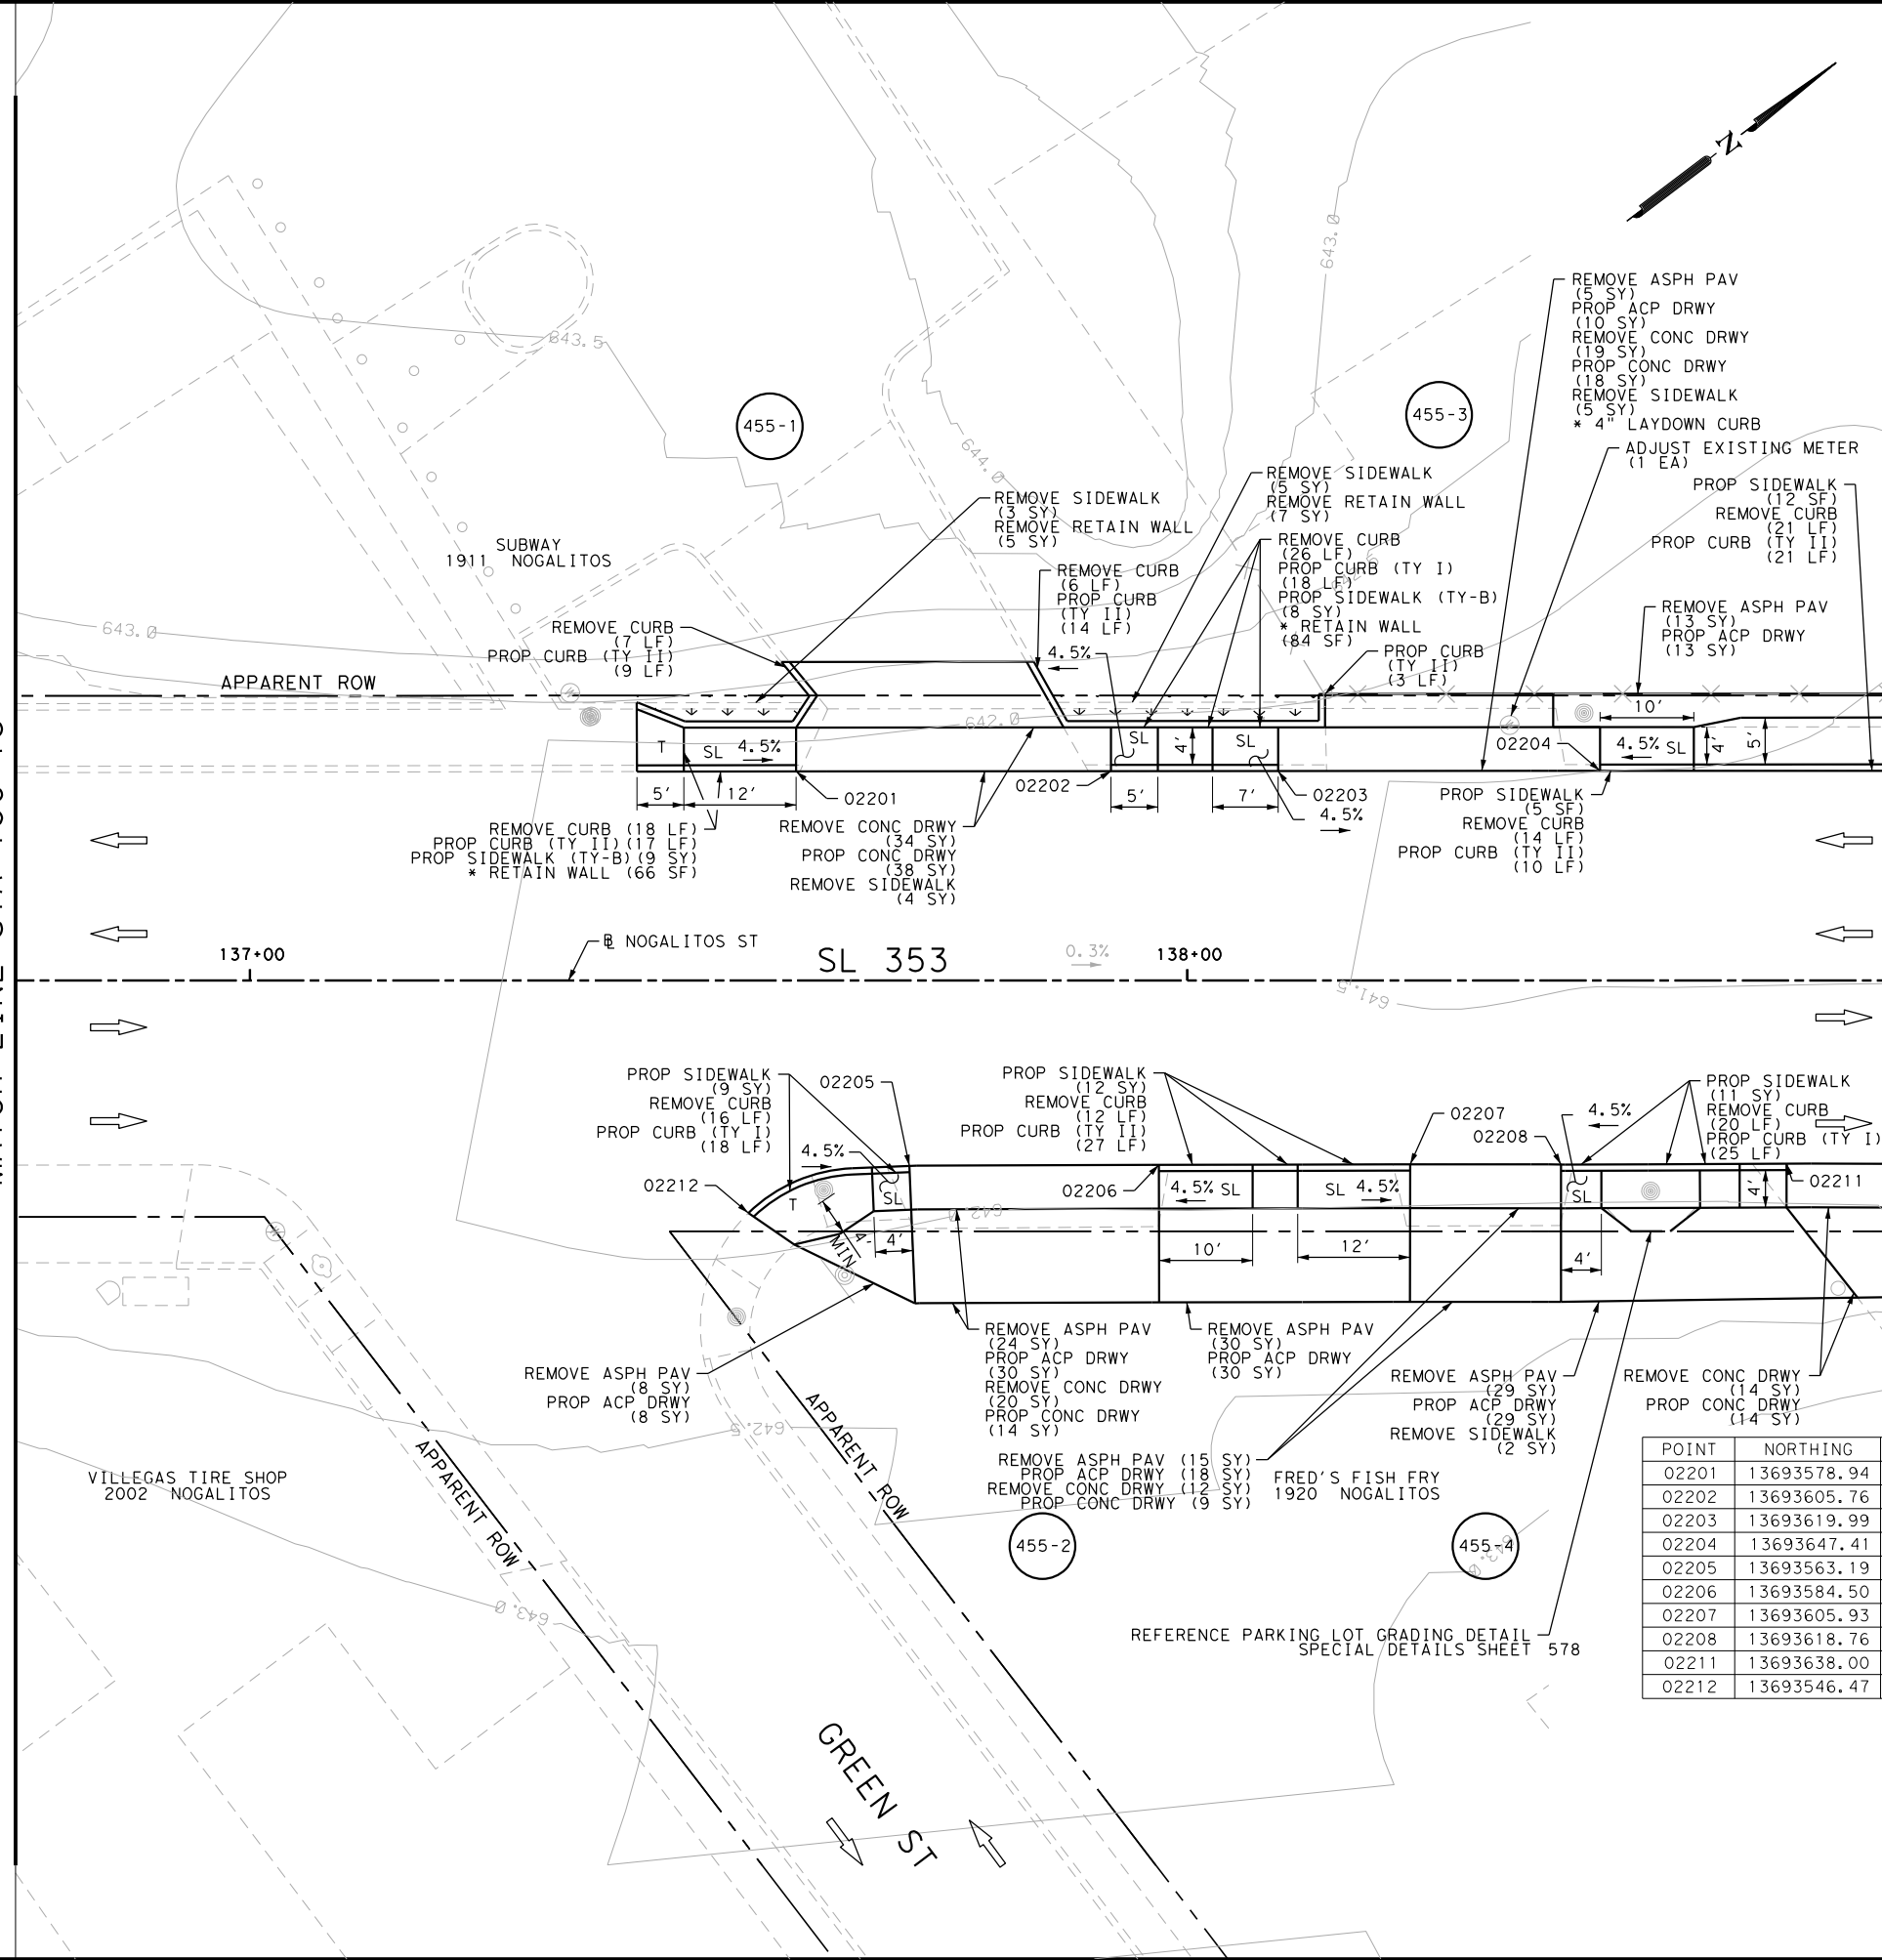 N
643.0
643.5
644.0
455-1
455-3
REMOVE ASPH PAV
(5 SY)
PROP ACP DRWY
(10 SY)
REMOVE CONC DRWY
(19 SY)
PROP CONC DRWY
(18 SY)
REMOVE SIDEWALK
(5 SY)
* 4" LAYDOWN CURB
ADJUST EXISTING METER
(1 EA)
PROP SIDEWALK
(12 SF)
REMOVE CURB
(21 LF)
PROP CURB (TY II)
(21 LF)
REMOVE SIDEWALK
(3 SY)
REMOVE RETAIN WALL
(5 SY)
REMOVE SIDEWALK
(5 SY)
REMOVE RETAIN WALL
(7 SY)
SUBWAY
1911 NOGALITOS
REMOVE CURB
(6 LF)
PROP CURB
(TY II)
(14 LF)
4.5%
REMOVE CURB
(26 LF)
PROP CURB (TY I)
(18 LF)
PROP SIDEWALK (TY-B)
(8 SY)
* RETAIN WALL
(84 SF)
PROP CURB
(TY II)
(3 LF)
REMOVE ASPH PAV
(13 SY)
PROP ACP DRWY
(13 SY)
643.0
REMOVE CURB
(7 LF)
PROP CURB (TY II)
(9 LF)
APPARENT ROW
642.0
T
SL 4.5%
SL
4'
SL
02204
10'
4.5% SL
4'
5'
5'
12'
02201
02202
5'
7'
02203
4.5%
REMOVE CURB (18 LF)
PROP CURB (TY II)(17 LF)
PROP SIDEWALK (TY-B)(9 SY)
* RETAIN WALL (66 SF)
REMOVE CONC DRWY
(34 SY)
PROP CONC DRWY
(38 SY)
REMOVE SIDEWALK
(4 SY)
PROP SIDEWALK
(5 SF)
REMOVE CURB
(14 LF)
PROP CURB (TY II)
(10 LF)
137+00
BL NOGALITOS ST
SL 353
0.3%
138+00
641.5
PROP SIDEWALK
(9 SY)
REMOVE CURB
(16 LF)
PROP CURB (TY I)
(18 LF)
02205
4.5%
PROP SIDEWALK
(12 SY)
REMOVE CURB
(12 LF)
PROP CURB (TY II)
(27 LF)
02207
02208
4.5%
PROP SIDEWALK
(11 SY)
REMOVE CURB
(20 LF)
PROP CURB (TY I)
(25 LF)
02212
T
SL
02206
4.5% SL
SL 4.5%
SL
4'
02211
642.0
4'
MIN
4'
10'
12'
4'
REMOVE ASPH PAV
(8 SY)
PROP ACP DRWY
(8 SY)
REMOVE ASPH PAV
(24 SY)
PROP ACP DRWY
(30 SY)
REMOVE CONC DRWY
(20 SY)
PROP CONC DRWY
(14 SY)
REMOVE ASPH PAV
(30 SY)
PROP ACP DRWY
(30 SY)
REMOVE ASPH PAV
(29 SY)
PROP ACP DRWY
(29 SY)
REMOVE SIDEWALK
(2 SY)
REMOVE CONC DRWY
(14 SY)
PROP CONC DRWY
(14 SY)
642.5
REMOVE ASPH PAV (15 SY)
PROP ACP DRWY (18 SY)
REMOVE CONC DRWY (12 SY)
PROP CONC DRWY (9 SY)
FRED'S FISH FRY
1920 NOGALITOS
VILLEGAS TIRE SHOP
2002 NOGALITOS
APPARENT ROW
APPARENT ROW
455-2
455-4
643.0
643.0
REFERENCE PARKING LOT GRADING DETAIL
SPECIAL DETAILS SHEET 578
POINT NORTHING
02201 13693578.94
02202 13693605.76
02203 13693619.99
02204 13693647.41
02205 13693563.19
02206 13693584.50
02207 13693605.93
02208 13693618.76
02211 13693638.00
02212 13693546.47
GREEN ST